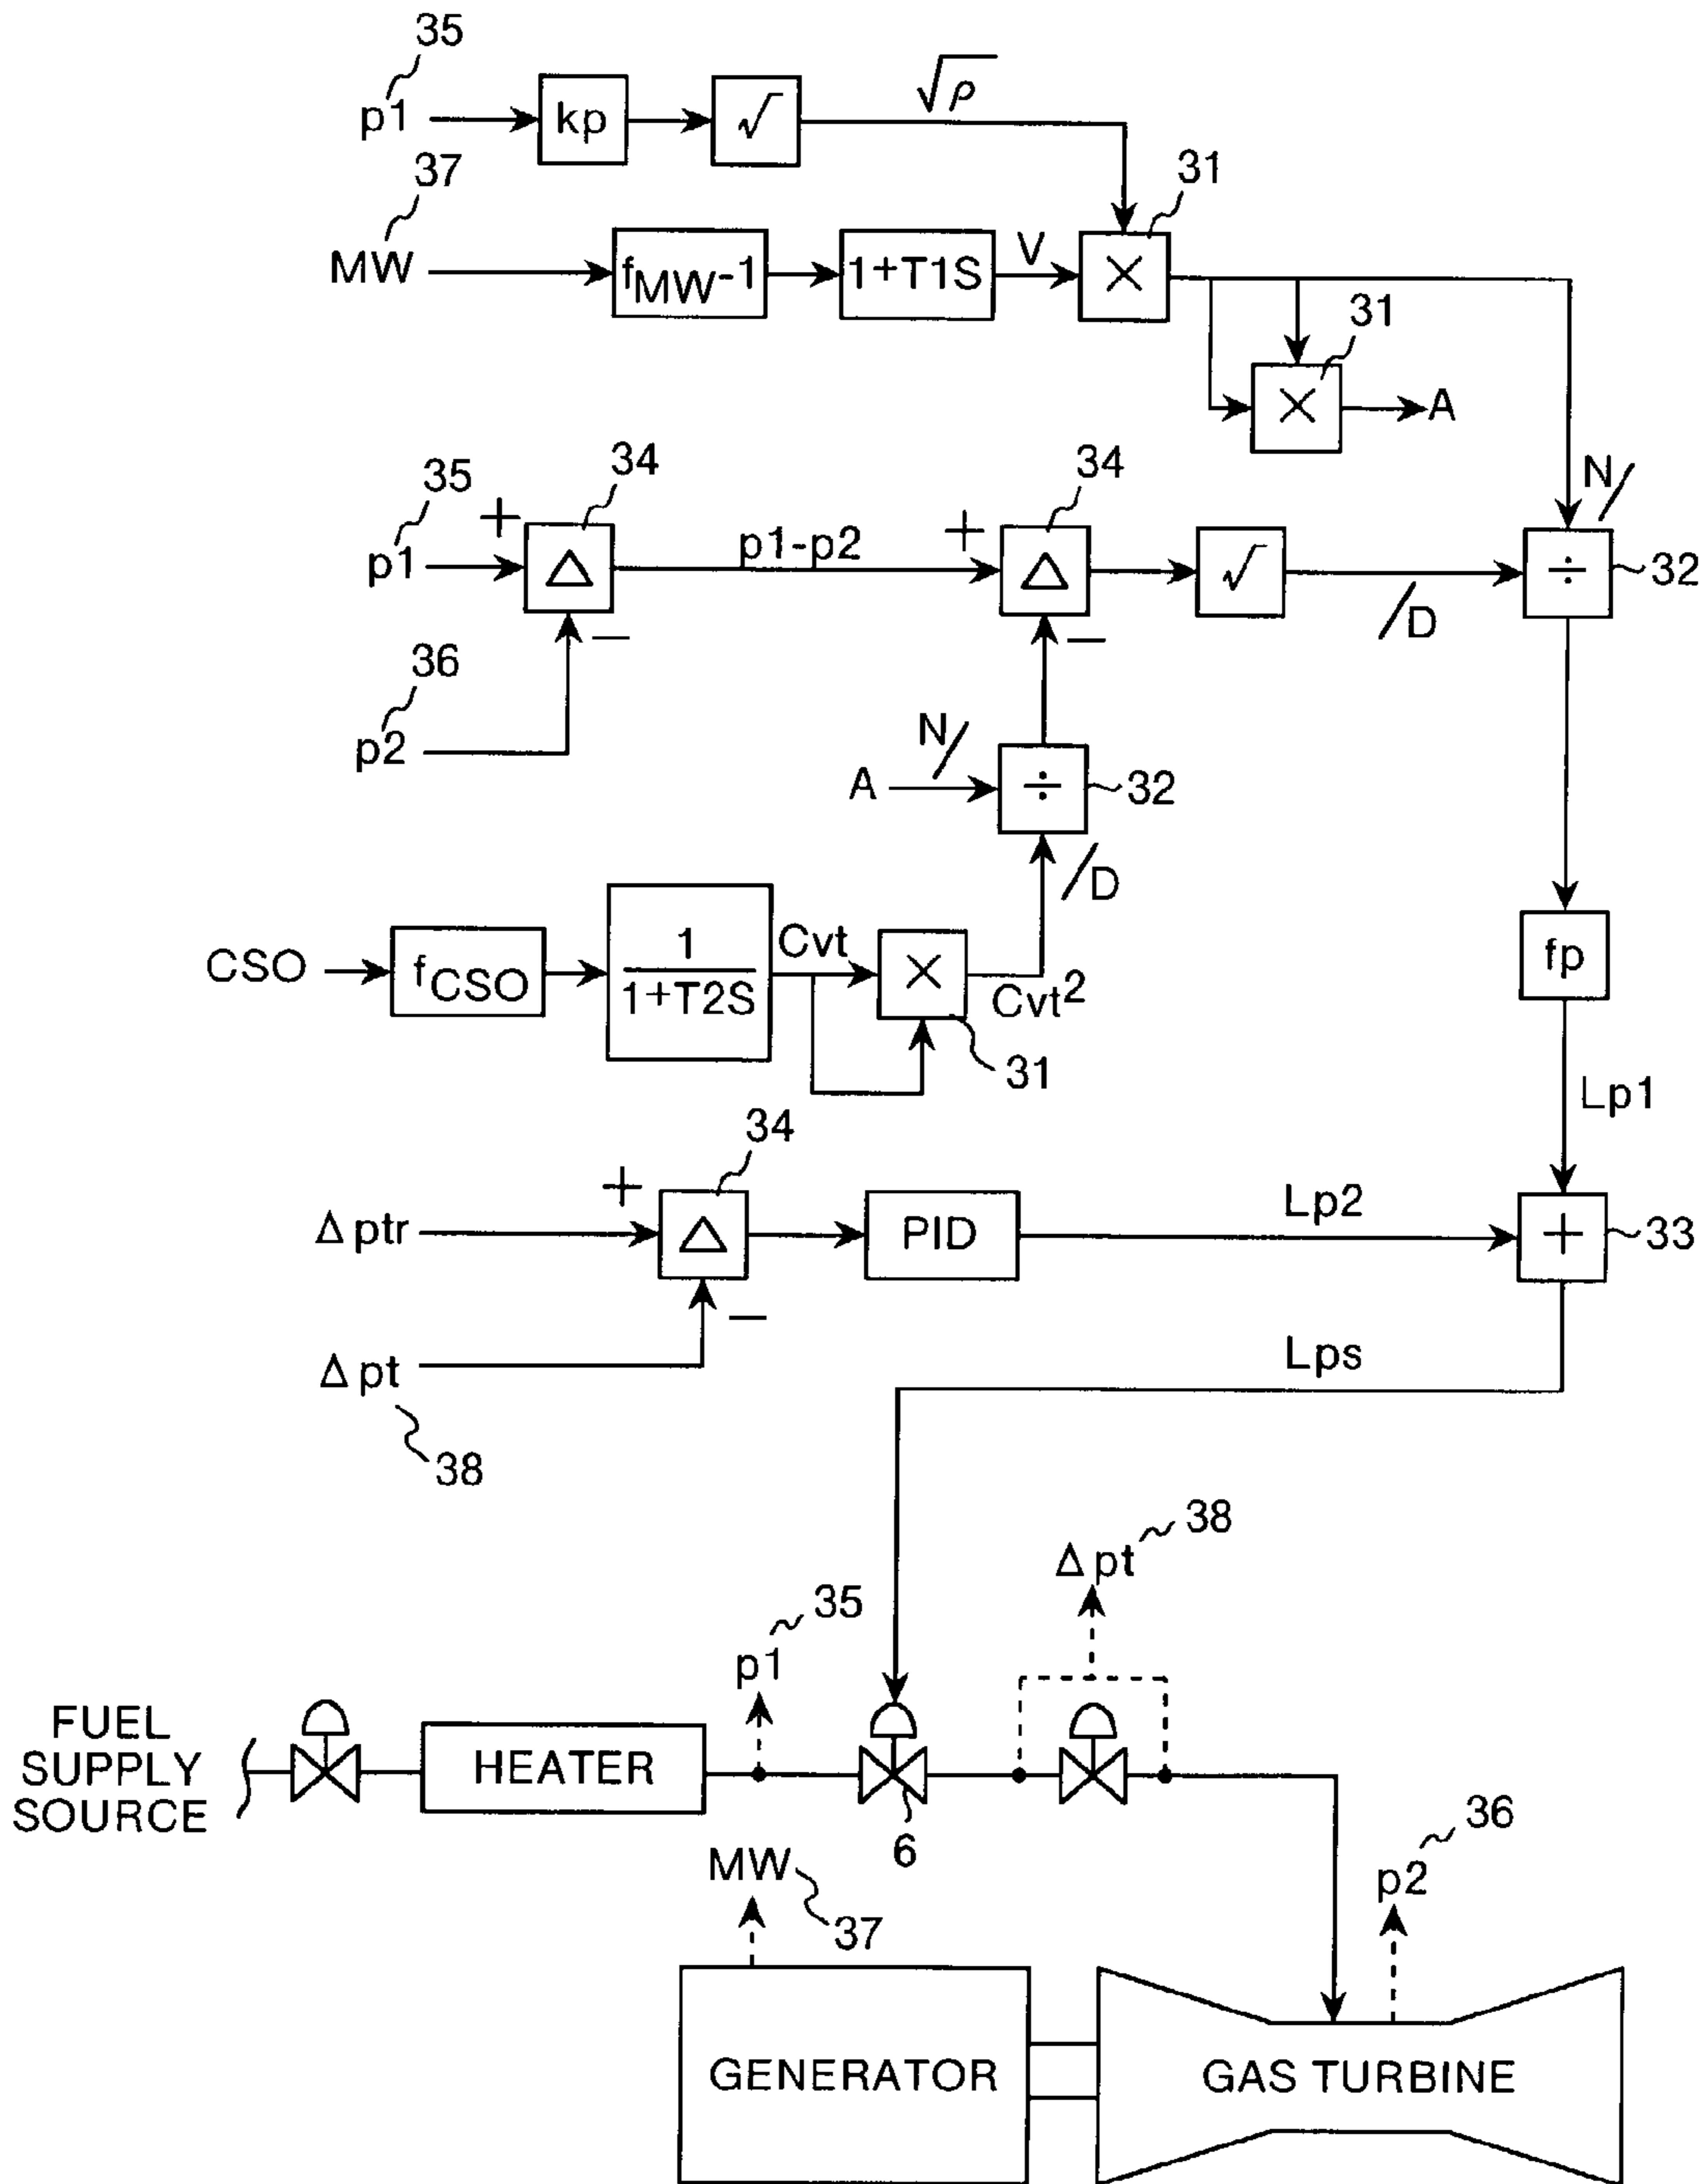 35
p1
kp
√
√ρ
37
MW
fMW-1
1+T1S
V
31
×
31
×
A
35
p1
+
34
△
p1-p2
−
36
p2
+
34
△
−
√
/D
N/
÷
32
A
N/
÷
32
/D
CSO
fCSO
1
1+T2S
Cvt
×
Cvt²
31
fp
Lp1
34
+
Δptr
△
−
PID
Lp2
+
33
Δpt
38
Lps
38
Δpt
35
p1
FUEL
SUPPLY
SOURCE
HEATER
6
36
p2
MW
37
GENERATOR
GAS TURBINE